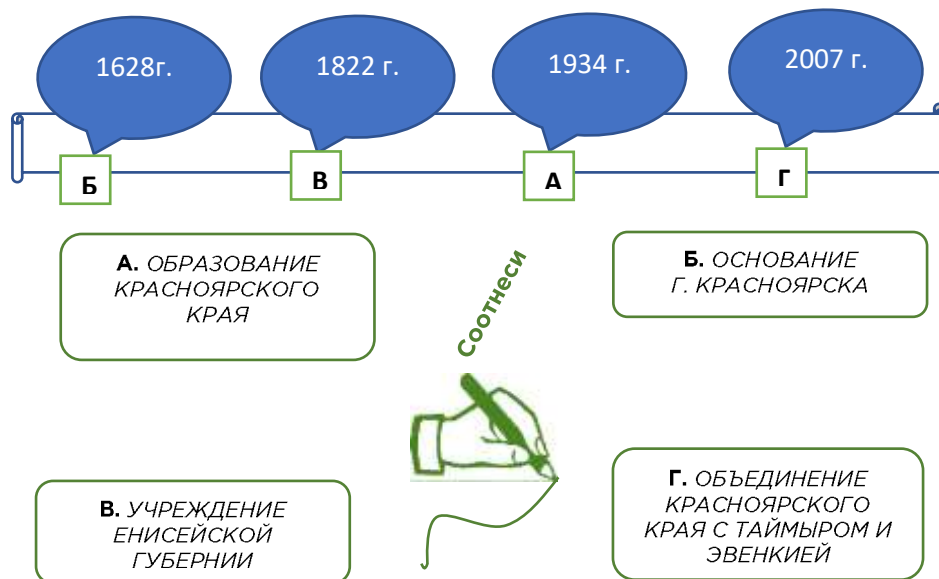 1628г.
1822 г.
1934 г.
2007 г.
Б
В
А
Г
А. ОБРАЗОВАНИЕ
КРАСНОЯРСКОГО
КРАЯ
Б. ОСНОВАНИЕ
Г. КРАСНОЯРСКА
Соотнеси
В. УЧРЕЖДЕНИЕ
ЕНИСЕЙСКОЙ
ГУБЕРНИИ
Г. ОБЪЕДИНЕНИЕ
КРАСНОЯРСКОГО
КРАЯ С ТАЙМЫРОМ И
ЭВЕНКИЕЙ